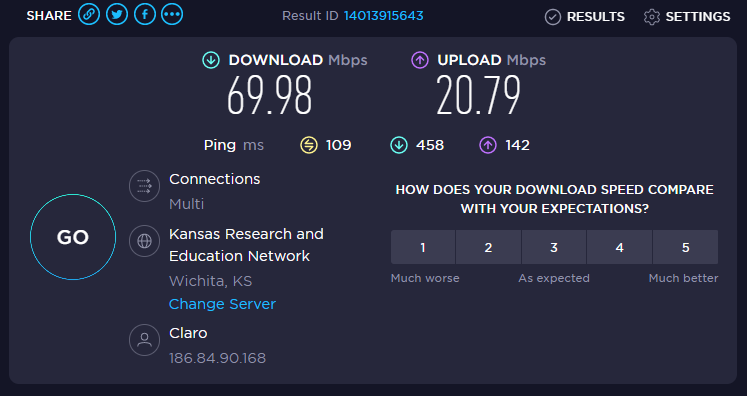 SHARE
Result ID 14013915643
RESULTS
SETTINGS
DOWNLOAD Mbps
69.98
UPLOAD Mbps
20.79
Ping ms
109
458
142
GO
Connections
Multi
Kansas Research and
Education Network
Wichita, KS
Change Server
Claro
186.84.90.168
HOW DOES YOUR DOWNLOAD SPEED COMPARE
WITH YOUR EXPECTATIONS?
1 2 3 4 5
Much worse As expected Much better